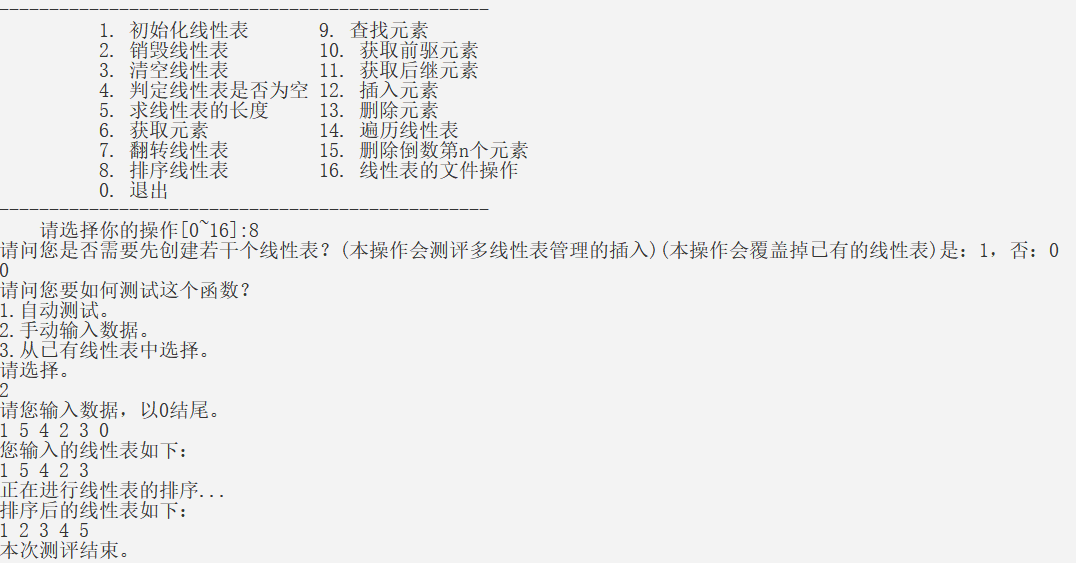 -------------------------------------------------
1. 初始化线性表 9. 查找元素
2. 销毁线性表 10. 获取前驱元素
3. 清空线性表 11. 获取后继元素
4. 判定线性表是否为空 12. 插入元素
5. 求线性表的长度 13. 删除元素
6. 获取元素 14. 遍历线性表
7. 翻转线性表 15. 删除倒数第n个元素
8. 排序线性表 16. 线性表的文件操作
0. 退出
-------------------------------------------------
请选择你的操作[0~16]:8
请问您是否需要先创建若干个线性表？(本操作会测评多线性表管理的插入)(本操作会覆盖掉已有的线性表)是：1，否：0
0
请问您要如何测试这个函数？
1.自动测试。
2.手动输入数据。
3.从已有线性表中选择。
请选择。
2
请您输入数据，以0结尾。
1 5 4 2 3 0
您输入的线性表如下：
1 5 4 2 3
正在进行线性表的排序...
排序后的线性表如下：
1 2 3 4 5
本次测评结束。